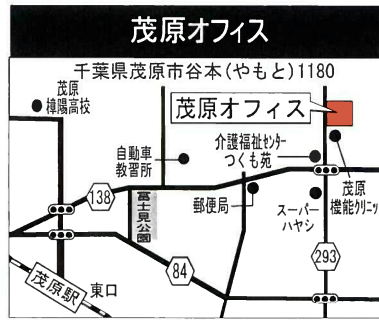 茂原オフィス
千葉県茂原市谷本(やもと)1180
茂原
樟陽高校
茂原オフィス
自動車
教習所
介護福祉センター
つくも苑
138
富士見公園
郵便局
スーパー
ハヤシ
茂原
機能クリニック
293
84
茂原駅
東口